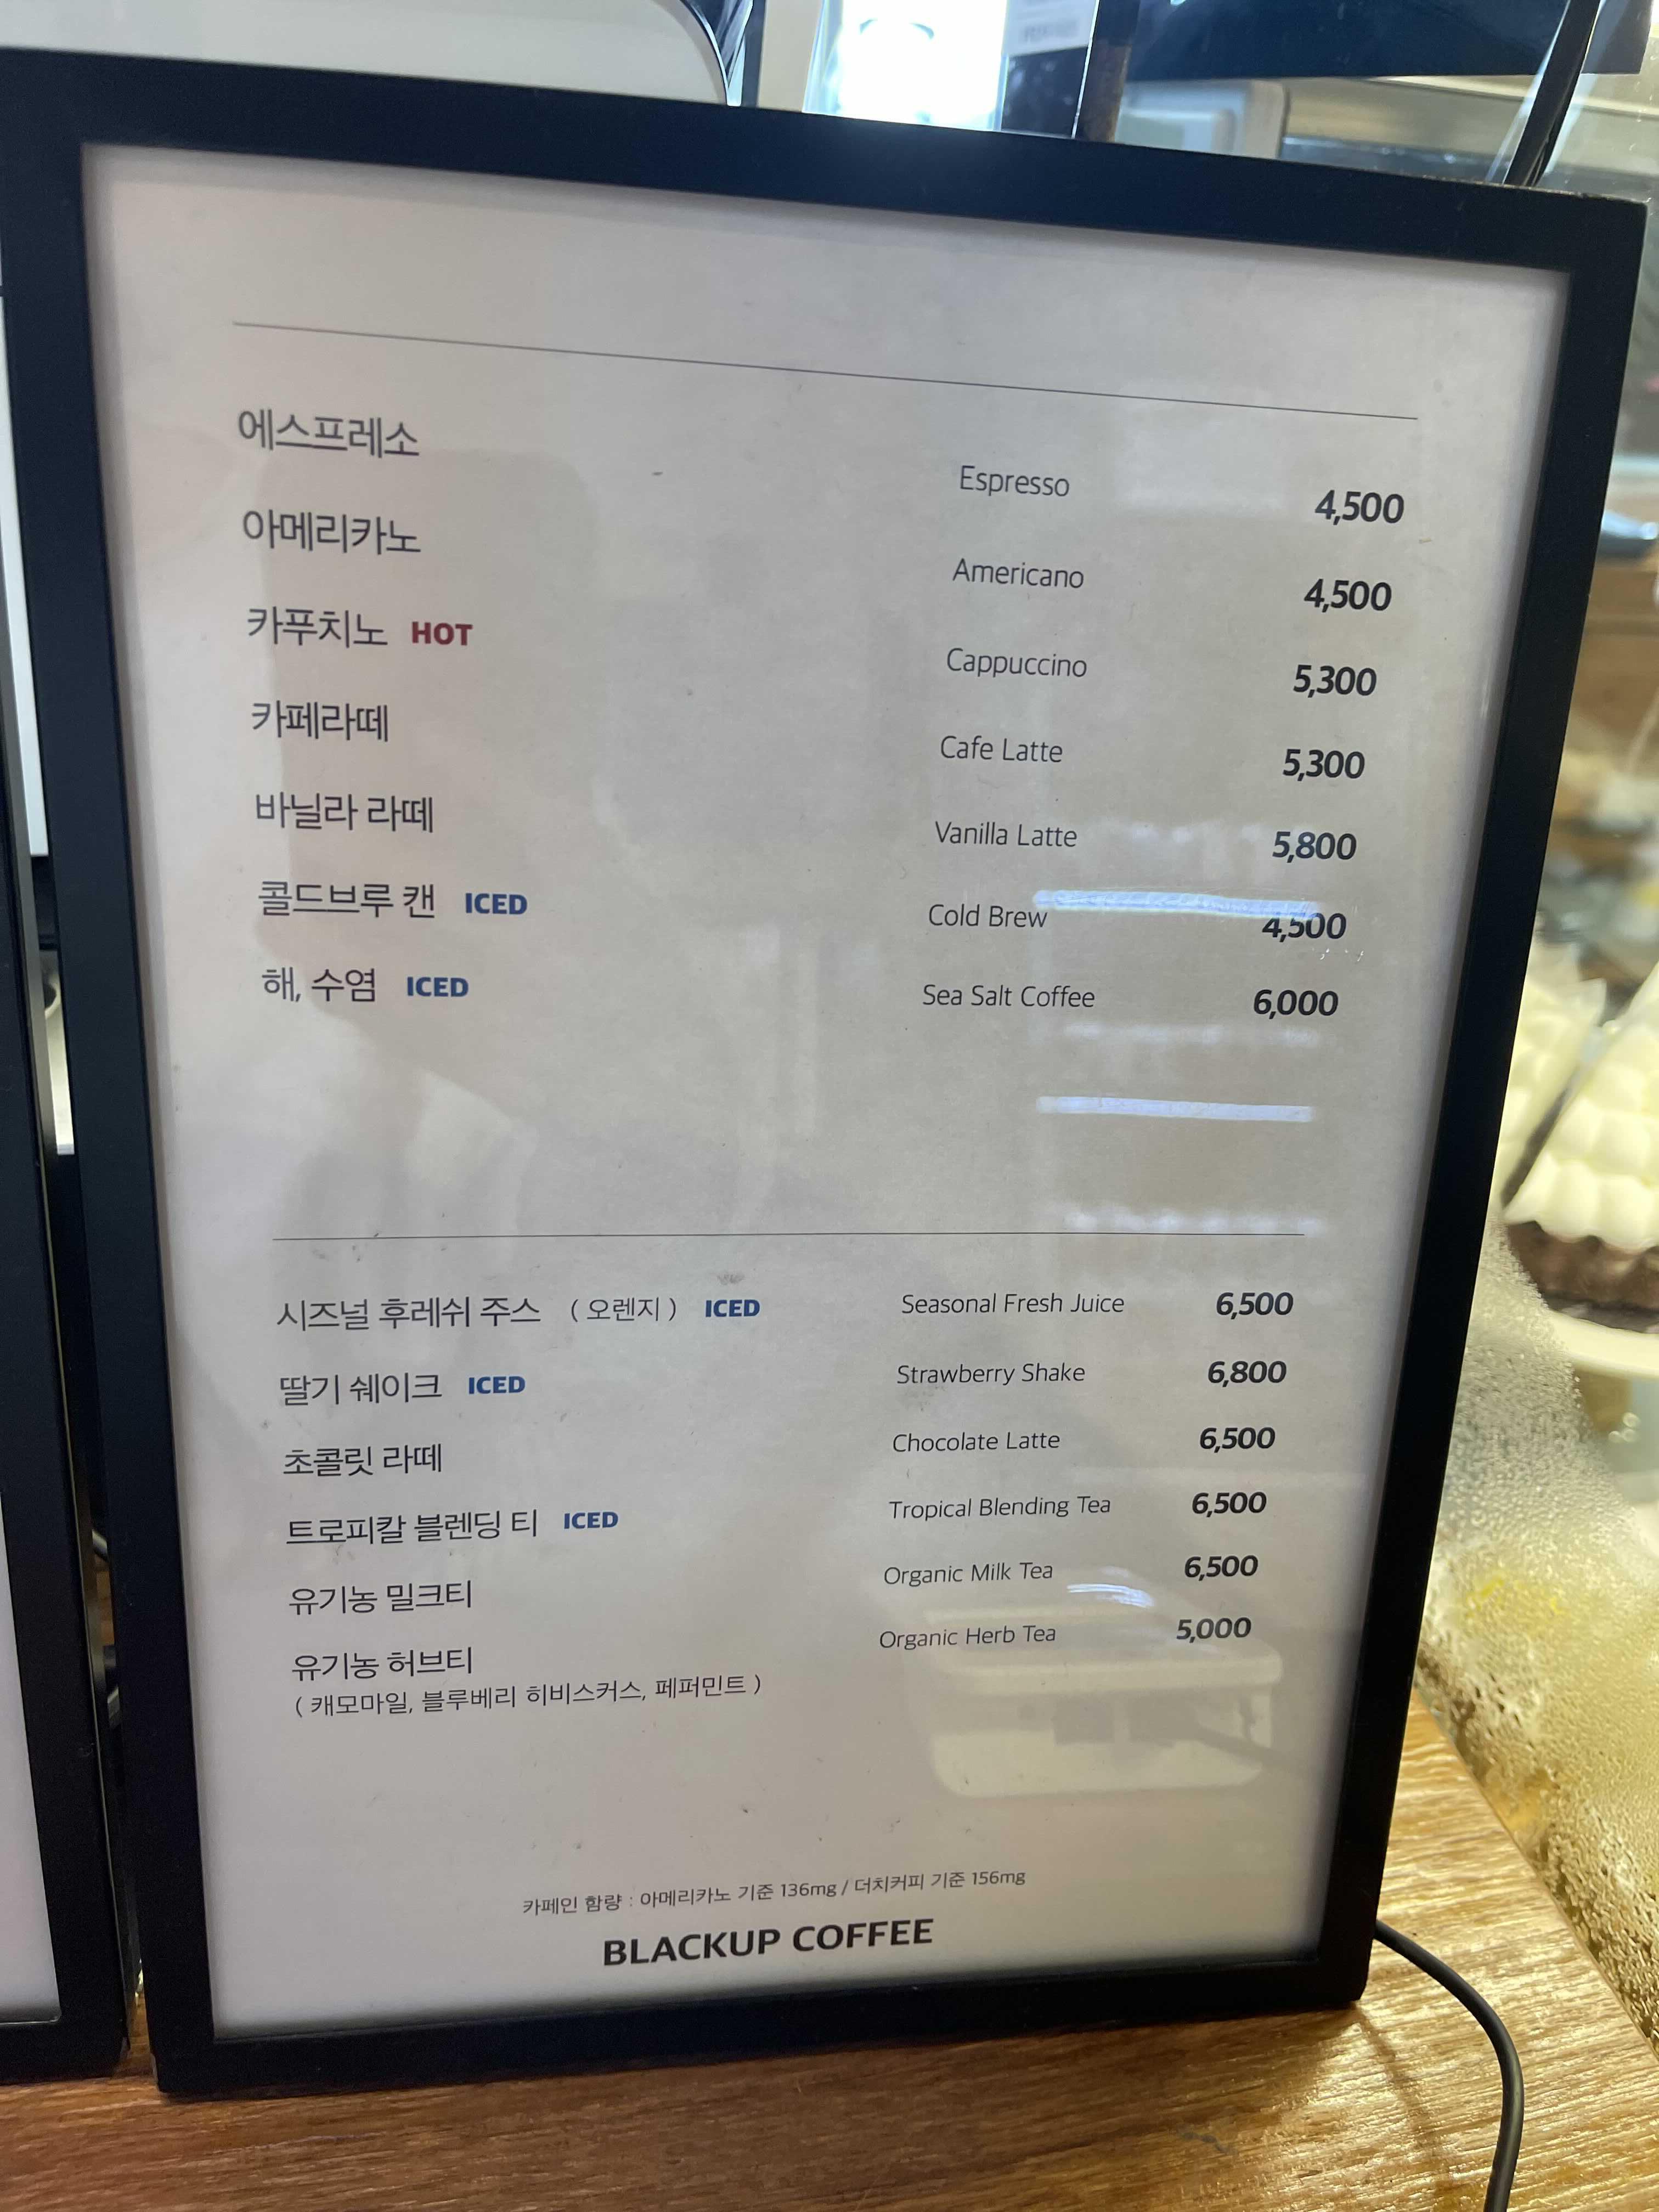 에스프레소 Espresso 4,500
아메리카노 Americano 4,500
카푸치노 HOT Cappuccino 5,300
카페라떼 Cafe Latte 5,300
바닐라 라떼 Vanilla Latte 5,800
콜드브루 캔 ICED Cold Brew 4,500
해, 수염 ICED Sea Salt Coffee 6,000
시즈널 후레쉬 주스 ( 오렌지 ) ICED Seasonal Fresh Juice 6,500
딸기 쉐이크 ICED Strawberry Shake 6,800
초콜릿 라떼 Chocolate Latte 6,500
트로피칼 블렌딩 티 ICED Tropical Blending Tea 6,500
유기농 밀크티 Organic Milk Tea 6,500
유기농 허브티 Organic Herb Tea 5,000
( 캐모마일, 블루베리 히비스커스, 페퍼민트 )
카페인 함량 : 아메리카노 기준 136mg / 더치커피 기준 156mg
BLACKUP COFFEE